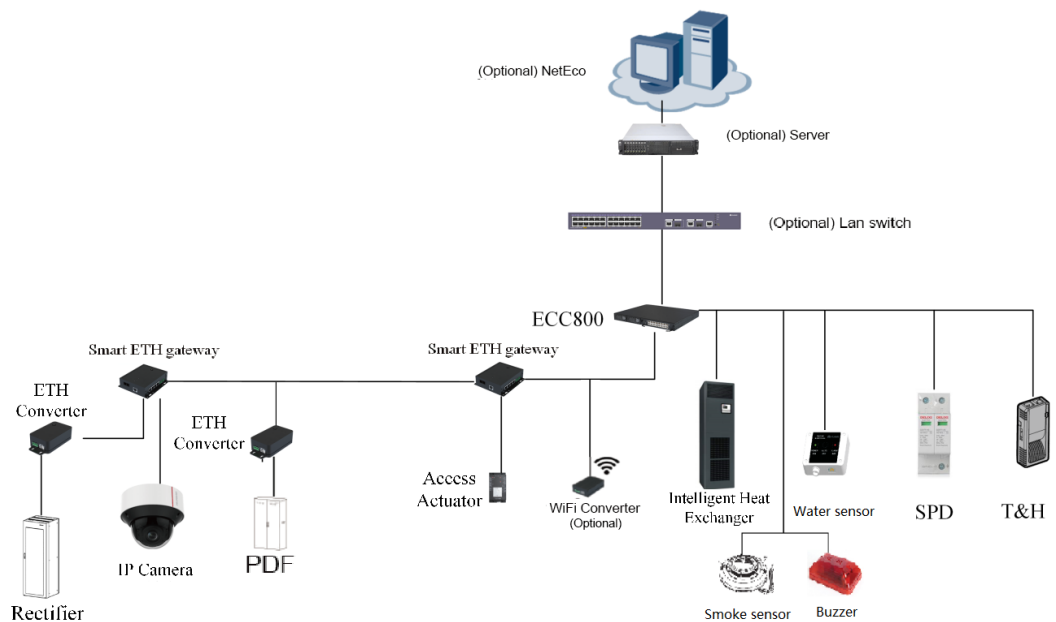 (Optional) NetEco
(Optional) Server
(Optional) Lan switch
ECC800
Smart ETH gateway
Smart ETH gateway
ETH
Converter
ETH
Converter
Access
Actuator
WiFi Converter
(Optional)
Intelligent Heat
Exchanger
Water sensor
SPD
T&H
IP Camera
PDF
Rectifier
Smoke sensor
Buzzer